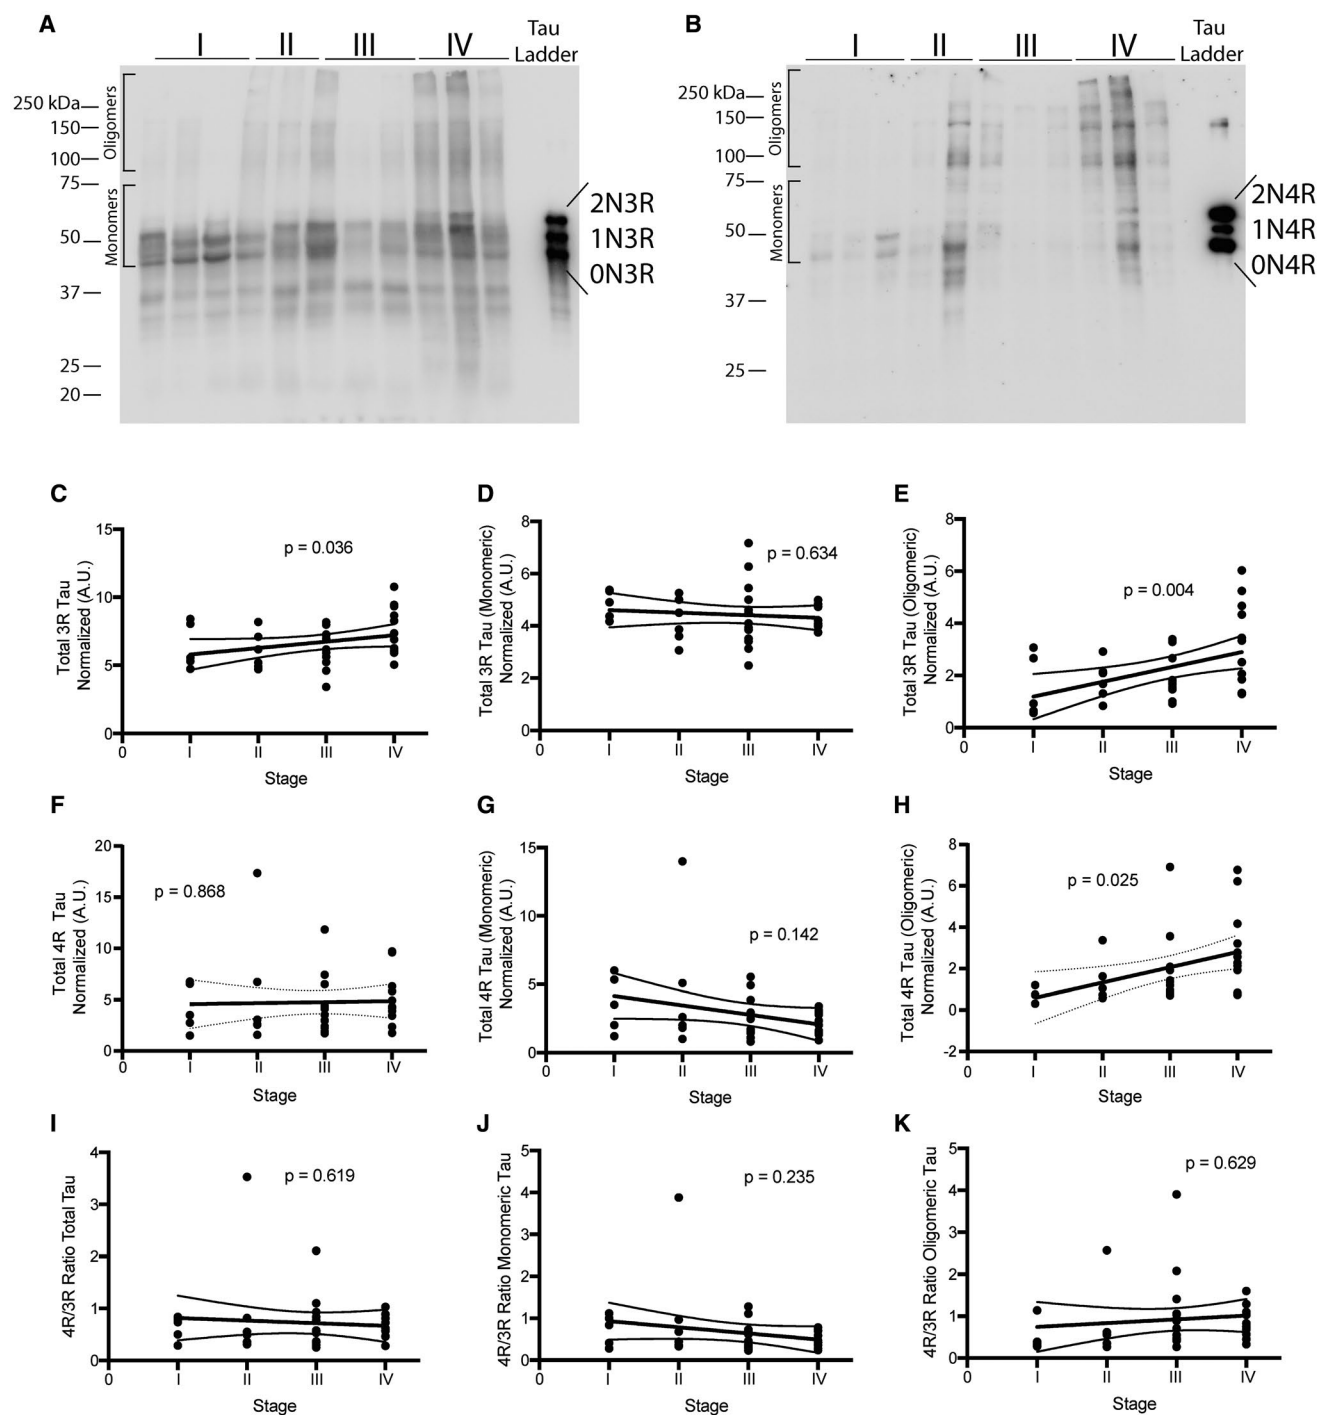 A
I II III IV Tau
Ladder
250 kDa
150
100
75
50
37
25
20
Oligomers
Monomers
2N3R
1N3R
0N3R
B
I II III IV Tau
Ladder
250 kDa
150
100
75
50
37
25
Oligomers
Monomers
2N4R
1N4R
0N4R
C
Total 3R Tau
Normalized (A.U.)
15
10
5
0
p = 0.036
0 I II III IV
Stage
D
Total 3R Tau (Monomeric)
Normalized (A.U.)
8
6
4
2
0
p = 0.634
0 I II III IV
Stage
E
Total 3R Tau (Oligomeric)
Normalized (A.U.)
8
6
4
2
0
p = 0.004
0 I II III IV
Stage
F
Total 4R Tau
Normalized (A.U.)
20
15
10
5
0
p = 0.868
0 I II III IV
Stage
G
Total 4R Tau (Monomeric)
Normalized (A.U.)
15
10
5
0
p = 0.142
0 I II III IV
Stage
H
Total 4R Tau (Oligomeric)
Normalized (A.U.)
8
6
4
2
0
-2
p = 0.025
0 I II III IV
Stage
I
4R/3R Ratio Total Tau
4
3
2
1
0
p = 0.619
0 I II III IV
Stage
J
4R/3R Ratio Monomeric Tau
5
4
3
2
1
0
p = 0.235
0 I II III IV
Stage
K
4R/3R Ratio Oligomeric Tau
5
4
3
2
1
0
p = 0.629
0 I II III IV
Stage